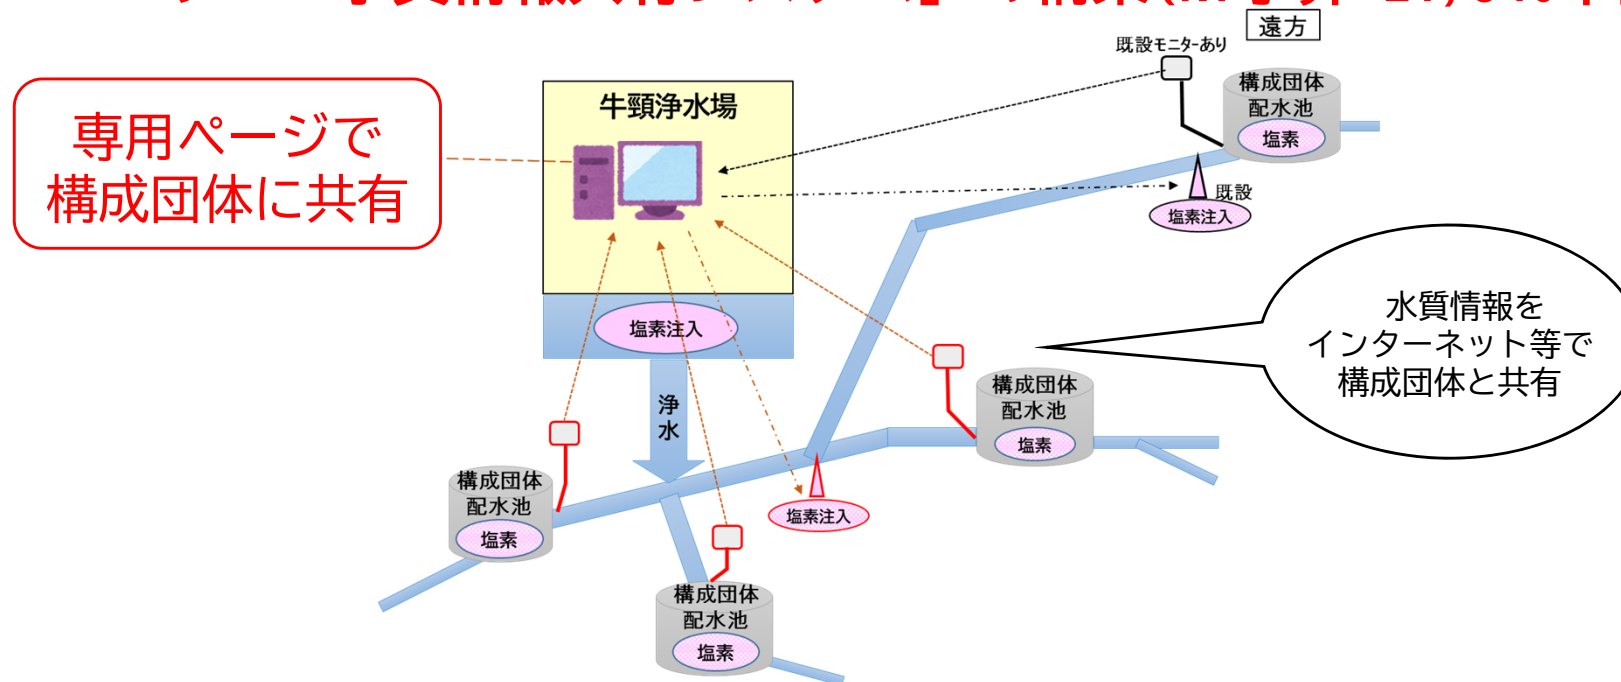 遠方
既設モニターあり
構成団体
配水池
塩素
牛頸浄水場
専用ページで
構成団体に共有
既設
塩素注入
水質情報を
インターネット等で
構成団体と共有
塩素注入
浄
水
構成団体
配水池
塩素
構成団体
配水池
塩素
塩素注入
構成団体
配水池
塩素